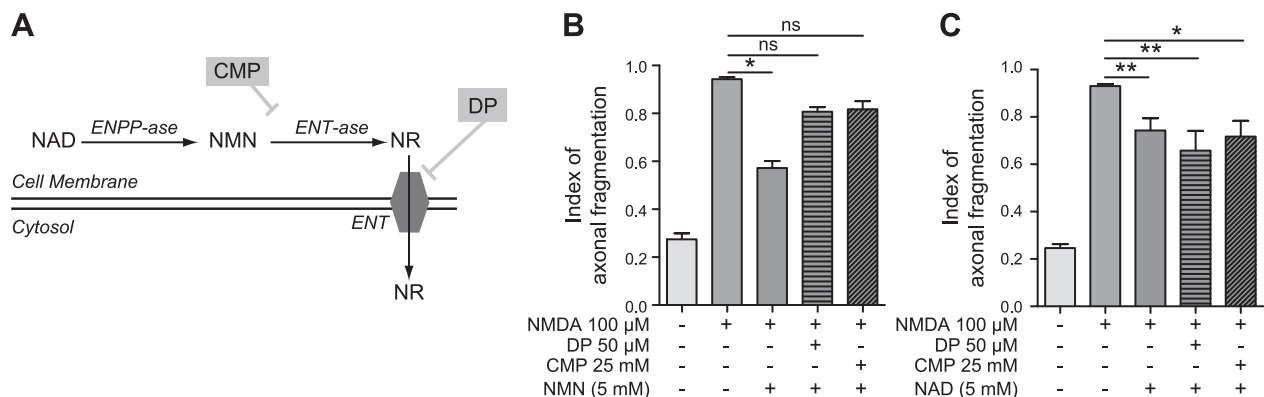 A
CMP
DP
NAD ENPP-ase NMN ENT-ase NR
Cell Membrane
Cytosol
ENT
NR
B
ns
ns
*
Index of
axonal fragmentation
1.0
0.8
0.6
0.4
0.2
0.0
NMDA 100 µM - + + + +
DP 50 µM - - - + -
CMP 25 mM - - - - +
NMN (5 mM) - - + + +
C
*
**
**
Index of
axonal fragmentation
1.0
0.8
0.6
0.4
0.2
0.0
NMDA 100 µM - + + + +
DP 50 µM - - - + -
CMP 25 mM - - - - +
NAD (5 mM) - - + + +